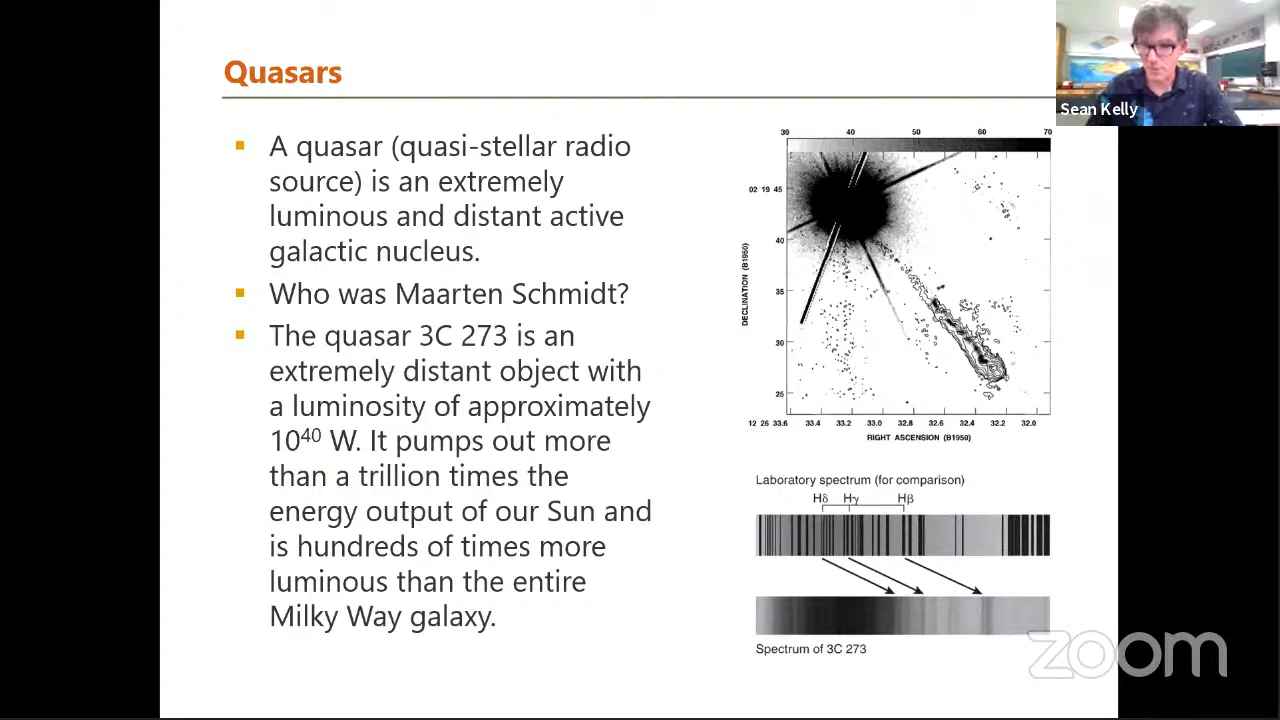 Quasars
A quasar (quasi-stellar radio
source) is an extremely
luminous and distant active
galactic nucleus.
Who was Maarten Schmidt?
The quasar 3C 273 is an
extremely distant object with
a luminosity of approximately
10⁴⁰ W. It pumps out more
than a trillion times the
energy output of our Sun and
is hundreds of times more
luminous than the entire
Milky Way galaxy.
Sean Kelly
30 40 50 60 70
02 19 45
40
35
30
25
DECLINATION (B1950)
12 26 33.6 33.4 33.2 33.0 32.8 32.6 32.4 32.2 32.0
RIGHT ASCENSION (B1950)
Laboratory spectrum (for comparison)
Hδ Hγ Hβ
Spectrum of 3C 273
zoom